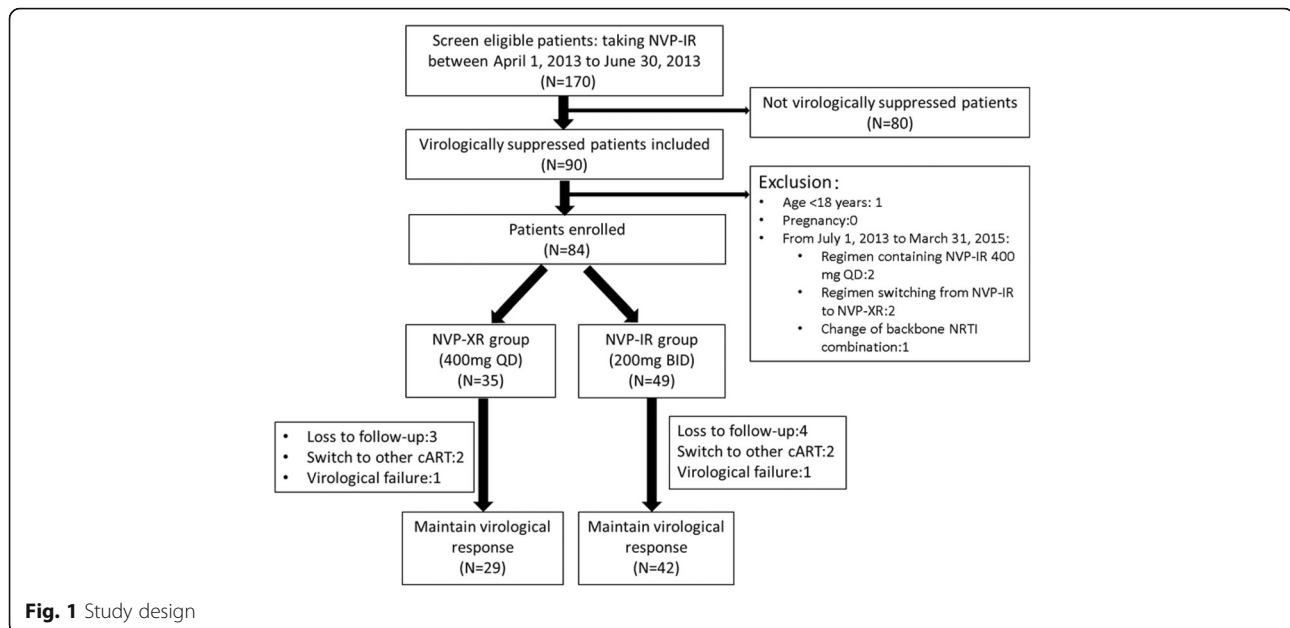 Screen eligible patients: taking NVP-IR
between April 1, 2013 to June 30, 2013
(N=170)
Not virologically suppressed patients
(N=80)
Virologically suppressed patients included
(N=90)
Exclusion:
• Age <18 years: 1
• Pregnancy:0
• From July 1, 2013 to March 31, 2015:
• Regimen containing NVP-IR 400
mg QD:2
• Regimen switching from NVP-IR
to NVP-XR:2
• Change of backbone NRTI
combination:1
Patients enrolled
(N=84)
NVP-XR group
(400mg QD)
(N=35)
NVP-IR group
(200mg BID)
(N=49)
• Loss to follow-up:3
• Switch to other cART:2
• Virological failure:1
Loss to follow-up:4
Switch to other cART:2
Virological failure:1
Maintain virological
response
(N=29)
Maintain virological
response
(N=42)
Fig. 1 Study design